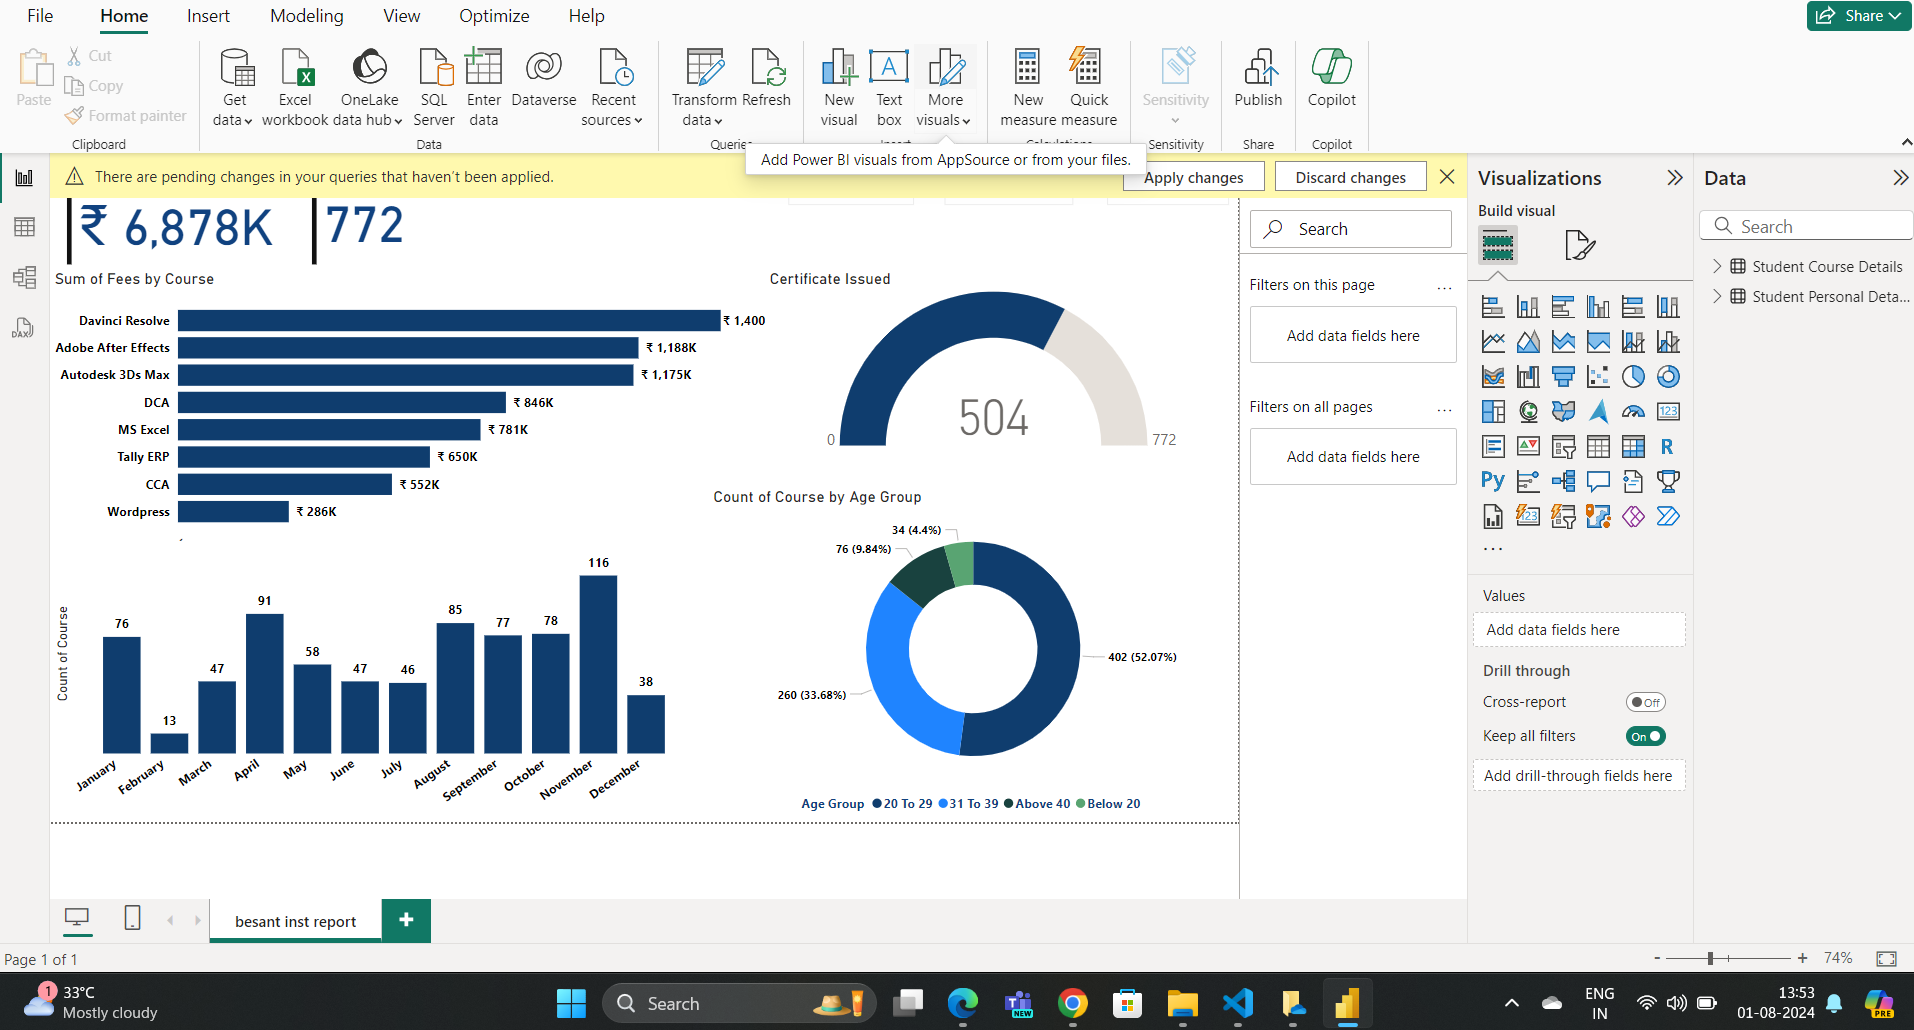 File Home Insert Modeling View Optimize Help Share
Paste
Cut
Copy
Format painter
Clipboard
Get data
Excel workbook
OneLake data hub
SQL Server
Enter data
Dataverse
Recent sources
Data
Transform data
Refresh
Queries
New visual
Text box
More visuals
Insert
New measure
Quick measure
Calculations
Sensitivity
Sensitivity
Publish
Share
Copilot
Copilot
Add Power BI visuals from AppSource or from your files.
There are pending changes in your queries that haven't been applied.
Apply changes
Discard changes
₹ 6,878K
772
Sum of Fees by Course
Davinci Resolve ₹ 1,400
Adobe After Effects ₹ 1,188K
Autodesk 3Ds Max ₹ 1,175K
DCA ₹ 846K
MS Excel ₹ 781K
Tally ERP ₹ 650K
CCA ₹ 552K
Wordpress ₹ 286K
Certificate Issued
504
0
772
Count of Course by Age Group
34 (4.4%)
76 (9.84%)
402 (52.07%)
260 (33.68%)
Age Group 20 To 29 31 To 39 Above 40 Below 20
Count of Course
76
13
47
91
58
47
46
85
77
78
116
38
January
February
March
April
May
June
July
August
September
October
November
December
Search
Filters on this page ...
Add data fields here
Filters on all pages ...
Add data fields here
Visualizations
Build visual
123
R
Py
123
...
Values
Add data fields here
Drill through
Cross-report Off
Keep all filters On
Add drill-through fields here
Data
Search
Student Course Details
Student Personal Deta...
DAX
besant inst report
+
Page 1 of 1
- + 74%
1
33°C
Mostly cloudy
Search
NEW
ENG
IN
13:53
01-08-2024
PRE